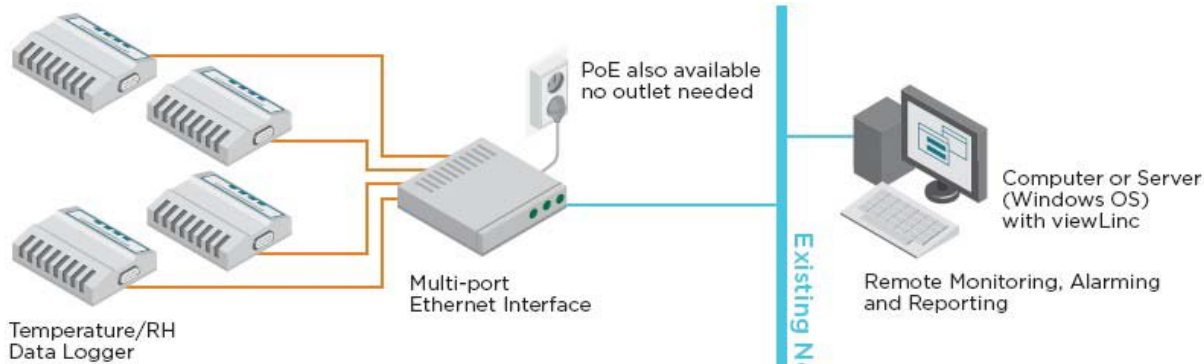 PoE also available
no outlet needed
Computer or Server
(Windows OS)
with viewLinc
Multi-port
Ethernet Interface
Remote Monitoring, Alarming
and Reporting
Temperature/RH
Data Logger
Existing